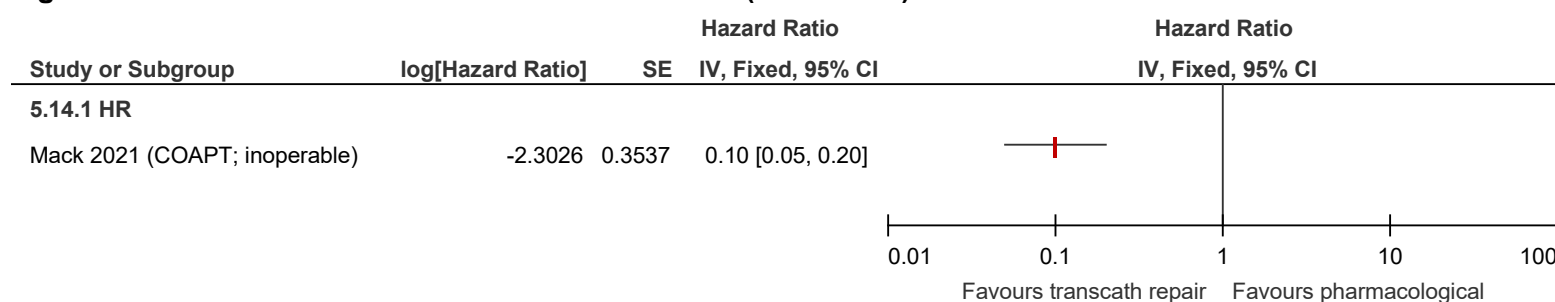 Hazard Ratio Hazard Ratio
Study or Subgroup log[Hazard Ratio] SE IV, Fixed, 95% CI IV, Fixed, 95% CI
5.14.1 HR
Mack 2021 (COAPT; inoperable) -2.3026 0.3537 0.10 [0.05, 0.20]
0.01 0.1 1 10 100
Favours transcath repair Favours pharmacological